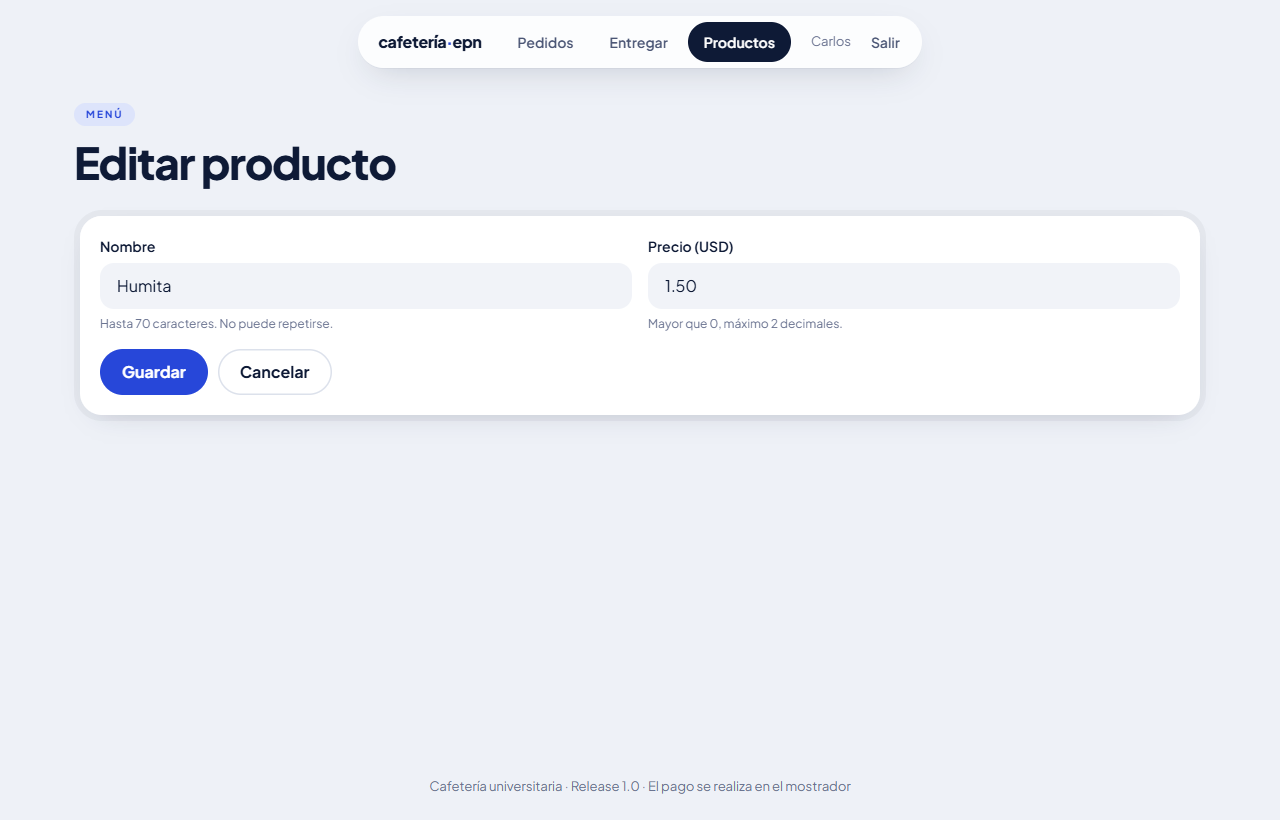 cafetería·epn Pedidos Entregar Productos Carlos Salir
MENÚ
Editar producto
Nombre Precio (USD)
Humita 1.50
Hasta 70 caracteres. No puede repetirse. Mayor que 0, máximo 2 decimales.
Guardar Cancelar
Cafetería universitaria · Release 1.0 · El pago se realiza en el mostrador